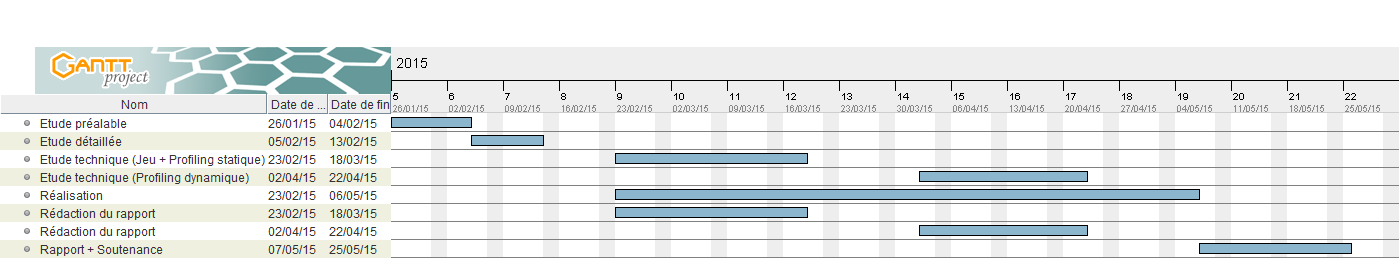 GANTT
project
2015
Nom Date de ... Date de fin
5 6 7 8 9 10 11 12 13 14 15 16 17 18 19 20 21 22
26/01/15 02/02/15 09/02/15 16/02/15 23/02/15 02/03/15 09/03/15 16/03/15 23/03/15 30/03/15 06/04/15 13/04/15 20/04/15 27/04/15 04/05/15 11/05/15 18/05/15 25/05/15
Etude préalable 26/01/15 04/02/15
Etude détaillée 05/02/15 13/02/15
Etude technique (Jeu + Profiling statique) 23/02/15 18/03/15
Etude technique (Profiling dynamique) 02/04/15 22/04/15
Réalisation 23/02/15 06/05/15
Rédaction du rapport 23/02/15 18/03/15
Rédaction du rapport 02/04/15 22/04/15
Rapport + Soutenance 07/05/15 25/05/15